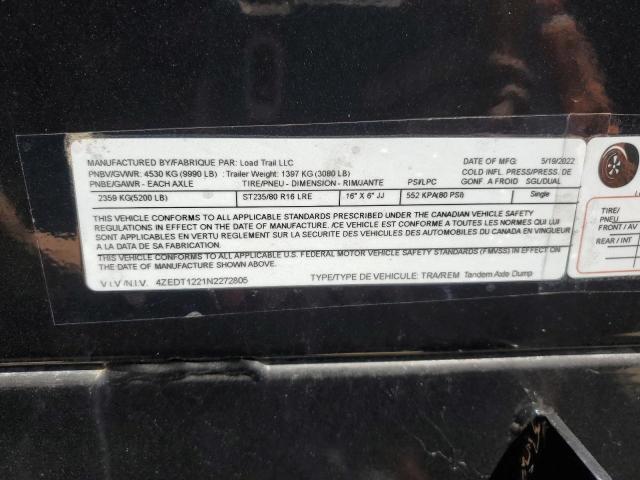 MANUFACTURED BY/FABRIQUE PAR: Load Trail LLC DATE OF MFG: 5/19/2022
PNBV/GVWR: 4530 KG (9990 LB) : Trailer Weight: 1397 KG (3080 LB) COLD INFL PRESS/PRESS. DE
PNBE/GAWR - EACH AXLE TIRE/PNEU - DIMENSION - RIM/JANTE PSI/LPC GONF A FROID SGL/DUAL
2359 KG(5200 LB) ST235/80 R16 LRE 16" X 6" JJ 552 KPA(80 PSI) Single
THIS VEHICLE CONFORMS TO ALL APPLICABLE STANDARDS PRESCRIBED UNDER THE CANADIAN VEHICLE SAFETY
REGULATIONS IN EFFECT ON THE DATE OF MANUFACTURE. /CE VEHICLE EST CONFORME A TOUTES LES NORMES QUI LUI
SONT APPLICABLES EN VERTU REGLEMENT SUR LA SECURITE DES VEHICULES AUTOMOBILES DU CANADA EN VINGUEUR
A LA DATA DE SA FABRICATION.
THIS VEHICLE CONFORMS TO ALL APPLICABLE U.S. FEDERAL MOTOR VEHICLE SAFETY STANDARDS (FMVSS) IN EFFECT ON
THE DATE OF MANUFACTURE SHOWN ABOVE.
V.I.V./N.I.V. 4ZEDT1221N2272805 TYPE/TYPE DE VEHICULE: TRA/REM Tandem Axle Dump
TIRE/
PNEU
FRONT / AV
REAR / INT